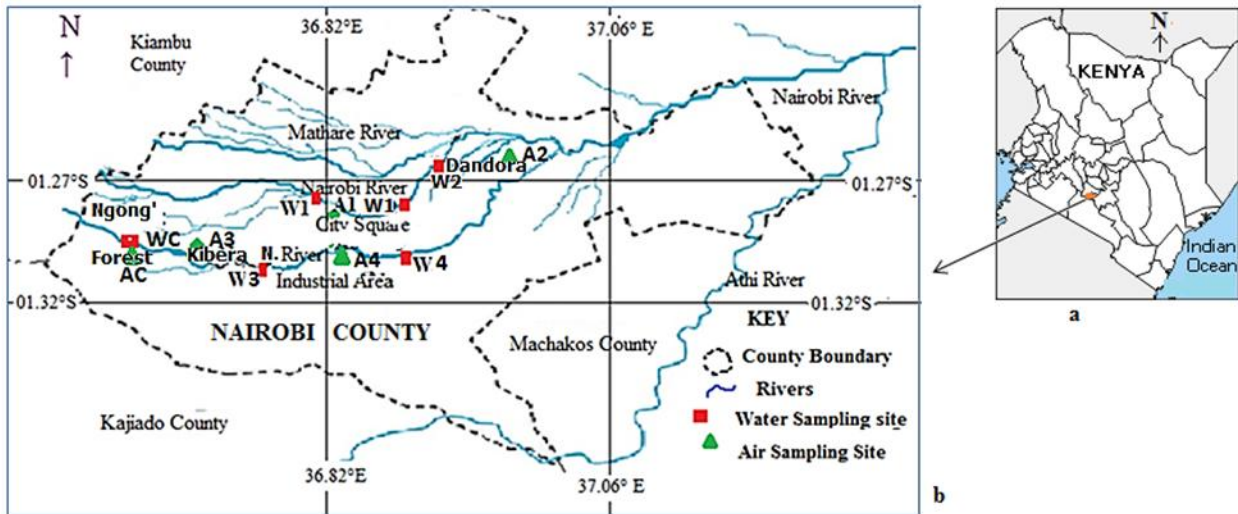 N
↑
Kiambu
County
36.82°E
37.06° E
Nairobi River
Mathare River
A2
Dandora
W2
01.27°S
01.27°S
Nairobi River
W1
A1
W1
City Square
Ngong'
WC
Forest
AC
A3
Kibera
N. River
W3
A4
W4
Industrial Area
Athi River
01.32°S
01.32°S
NAIROBI COUNTY
Machakos County
Kajiado County
KEY
County Boundary
Rivers
Water Sampling site
Air Sampling Site
36.82°E
37.06°E
b
N
↑
KENYA
Indian
Ocean
a